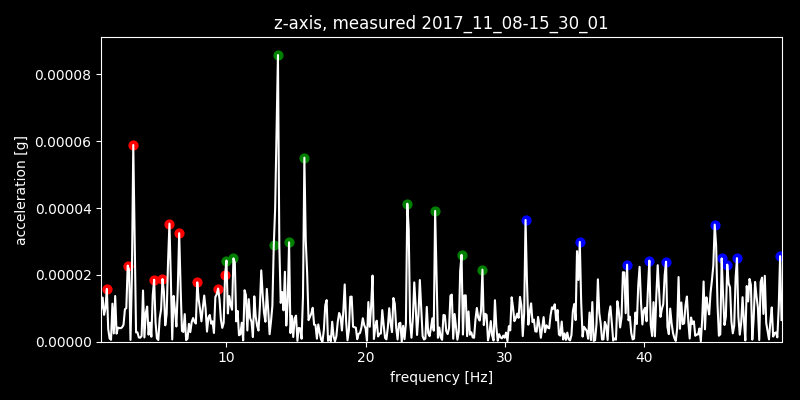 z-axis, measured 2017_11_08-15_30_01
0.00008
0.00006
0.00004
0.00002
0.00000
acceleration [g]
10 20 30 40
frequency [Hz]